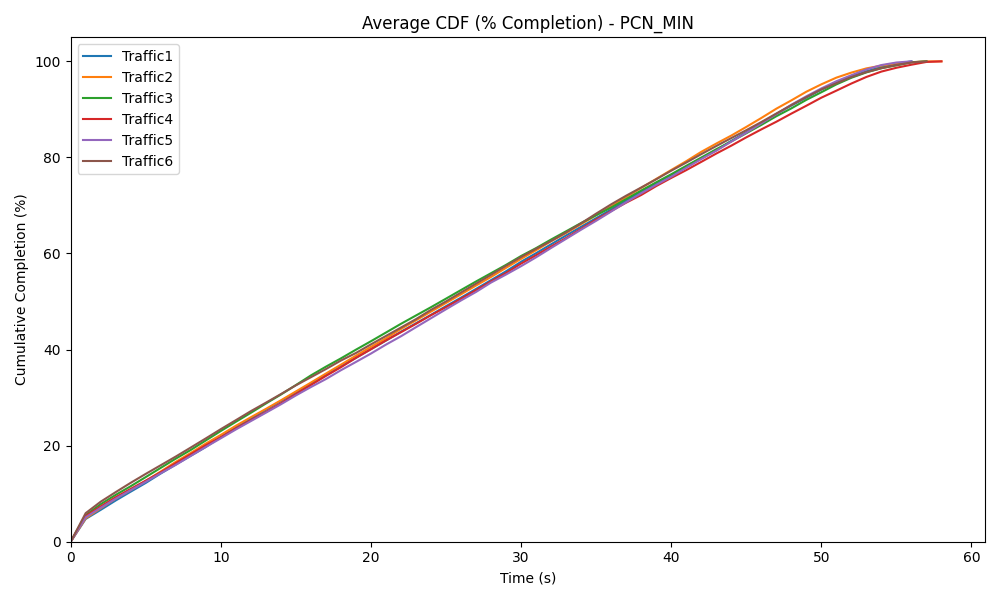 Average CDF (% Completion) - PCN_MIN
Traffic1
Traffic2
Traffic3
Traffic4
Traffic5
Traffic6
Cumulative Completion (%)
100
80
60
40
20
0
0 10 20 30 40 50 60
Time (s)